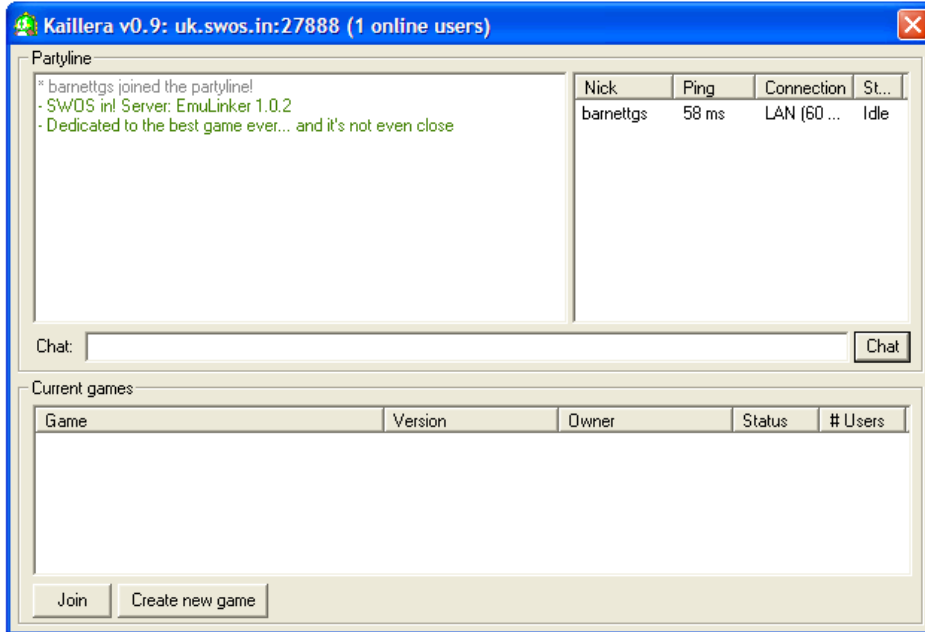 Kaillera v0.9: uk.swos.in:27888 (1 online users)
Partyline
* barnettgs joined the partyline!
- SWOS in! Server: EmuLinker 1.0.2
- Dedicated to the best game ever... and it's not even close
Nick Ping Connection St...
barnettgs 58 ms LAN (60 ... Idle
Chat: Chat
Current games
Game Version Owner Status # Users
Join Create new game